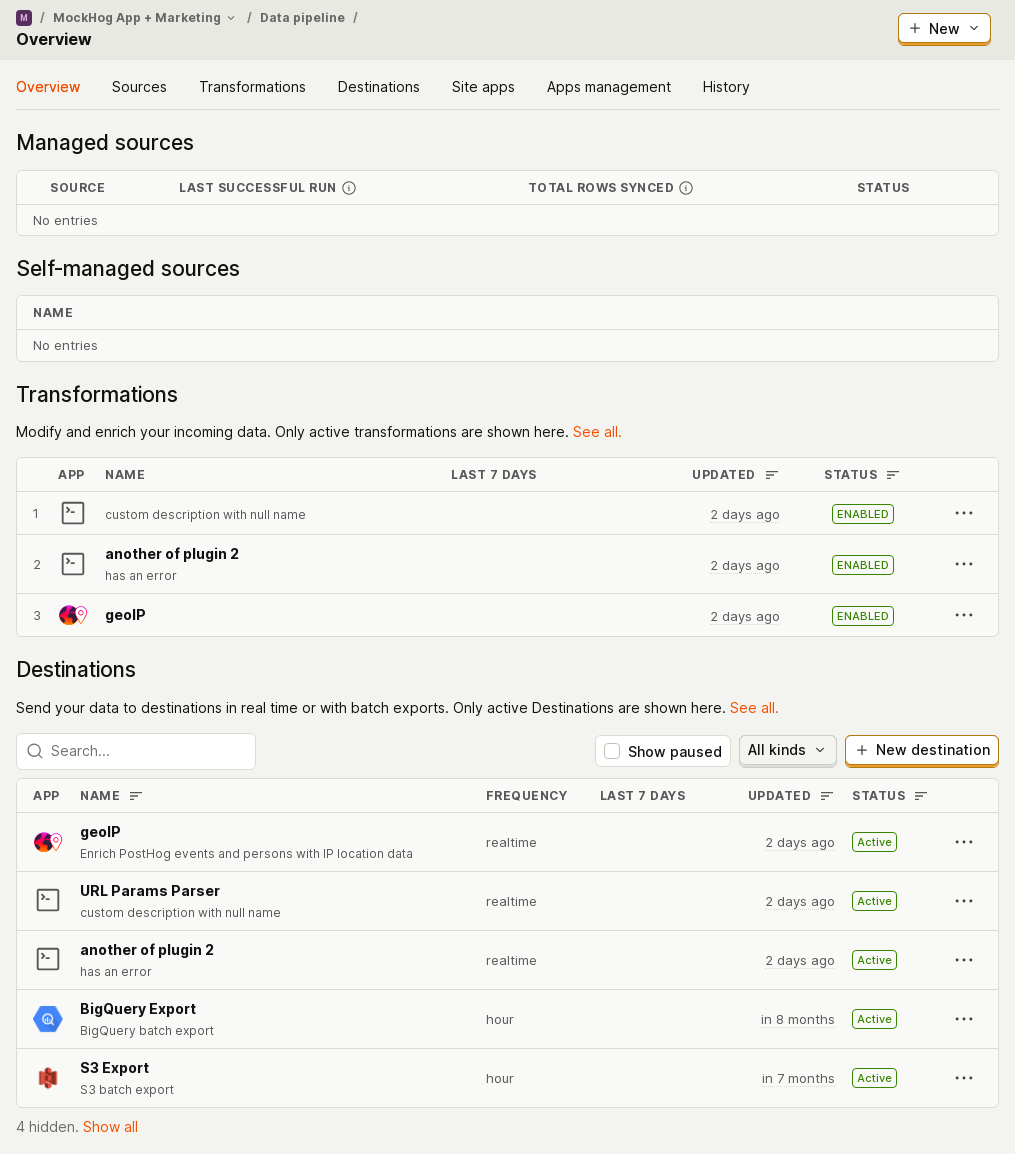 M / MockHog App + Marketing / Data pipeline /
Overview
+ New
Overview Sources Transformations Destinations Site apps Apps management History
Managed sources
SOURCE LAST SUCCESSFUL RUN TOTAL ROWS SYNCED STATUS
No entries
Self-managed sources
NAME
No entries
Transformations
Modify and enrich your incoming data. Only active transformations are shown here. See all.
APP NAME LAST 7 DAYS UPDATED STATUS
1 custom description with null name 2 days ago ENABLED
another of plugin 2
2 2 days ago ENABLED
has an error
3 geoIP 2 days ago ENABLED
Destinations
Send your data to destinations in real time or with batch exports. Only active Destinations are shown here. See all.
Search... Show paused All kinds + New destination
APP NAME FREQUENCY LAST 7 DAYS UPDATED STATUS
geoIP
realtime 2 days ago Active
Enrich PostHog events and persons with IP location data
URL Params Parser
realtime 2 days ago Active
custom description with null name
another of plugin 2
realtime 2 days ago Active
has an error
BigQuery Export
hour in 8 months Active
BigQuery batch export
S3 Export
hour in 7 months Active
S3 batch export
4 hidden. Show all